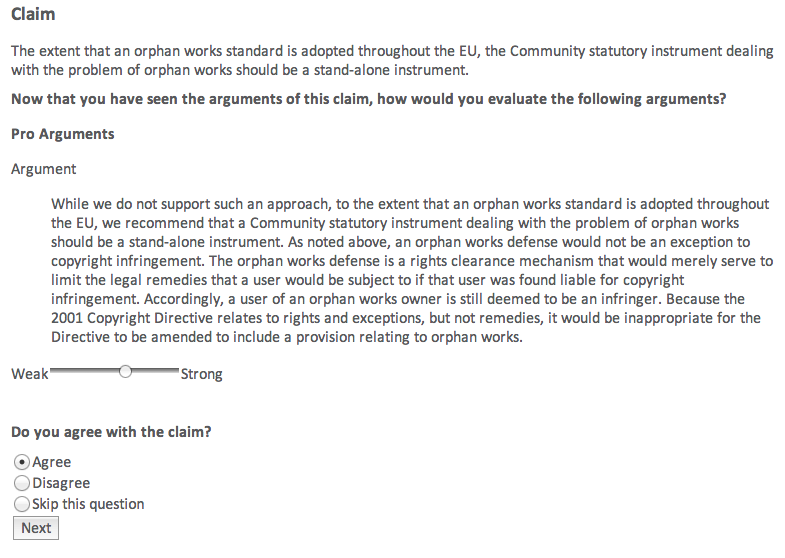 Claim
The extent that an orphan works standard is adopted throughout the EU, the Community statutory instrument dealing
with the problem of orphan works should be a stand-alone instrument.
Now that you have seen the arguments of this claim, how would you evaluate the following arguments?
Pro Arguments
Argument
While we do not support such an approach, to the extent that an orphan works standard is adopted throughout
the EU, we recommend that a Community statutory instrument dealing with the problem of orphan works
should be a stand-alone instrument. As noted above, an orphan works defense would not be an exception to
copyright infringement. The orphan works defense is a rights clearance mechanism that would merely serve to
limit the legal remedies that a user would be subject to if that user was found liable for copyright
infringement. Accordingly, a user of an orphan works owner is still deemed to be an infringer. Because the
2001 Copyright Directive relates to rights and exceptions, but not remedies, it would be inappropriate for the
Directive to be amended to include a provision relating to orphan works.
Weak Strong
Do you agree with the claim?
Agree
Disagree
Skip this question
Next